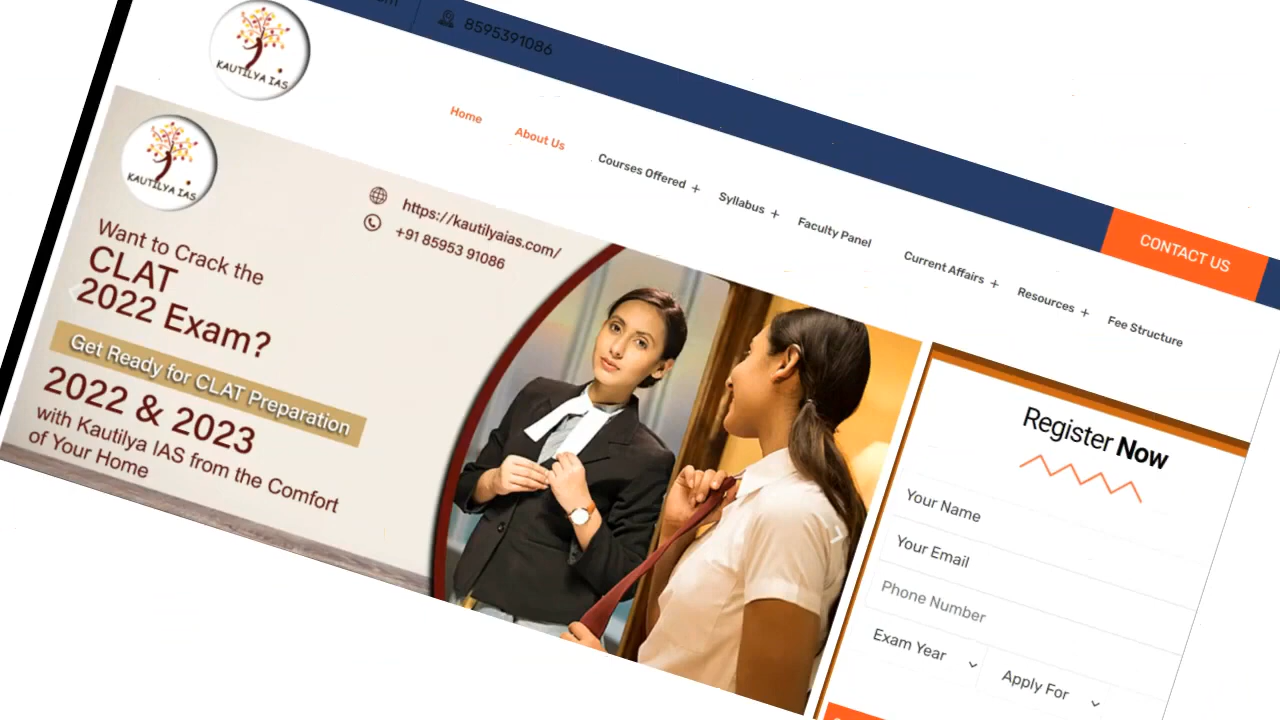 8595391086
KAUTILYA IAS
Home
About Us
Courses Offered +
Syllabus +
Faculty Panel
Current Affairs +
Resources +
Fee Structure
CONTACT US
KAUTILYA IAS
https://kautilyaias.com/
+91 85953 91086
Want to Crack the
CLAT
2022 Exam?
Get Ready for CLAT Preparation
2022 & 2023
with Kautilya IAS from the Comfort
of Your Home
Register Now
Your Name
Your Email
Phone Number
Exam Year
Apply For